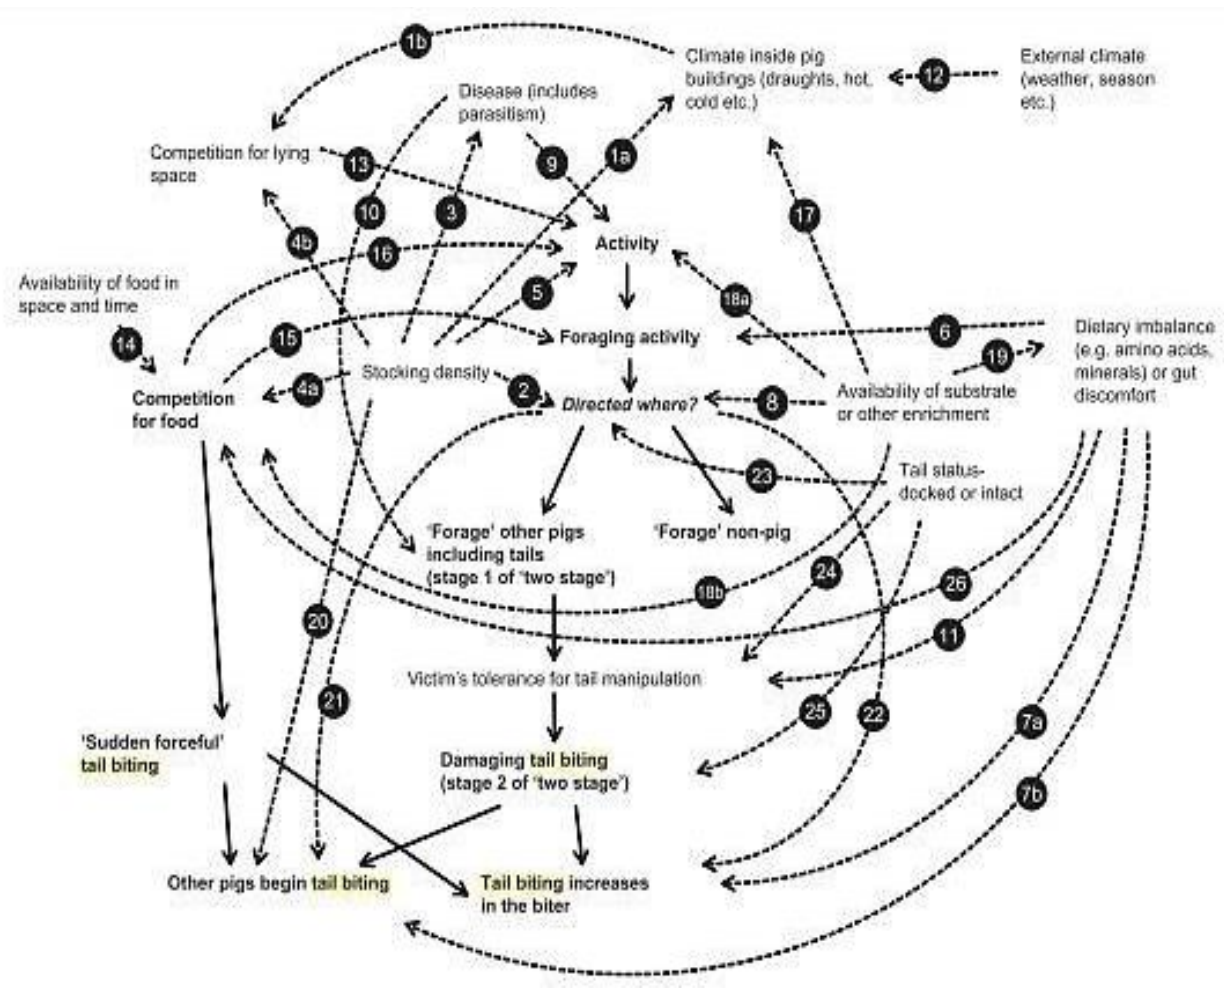 1b
Climate inside pig
buildings (draughts, hot,
cold etc.)
12
External climate
(weather, season
etc.)
Disease (includes
parasitism)
Competition for lying
space
13
9
1a
10
3
17
4b
16
Activity
Availability of food in
space and time
5
18a
14
15
Foraging activity
6
19
Dietary imbalance
(e.g. amino acids,
minerals) or gut
discomfort
Competition
for food
4a
Stocking density
2
Directed where?
8
Availability of substrate
or other enrichment
23
Tail status-
docked or intact
'Forage' other pigs
including tails
(stage 1 of 'two stage')
'Forage' non-pig
24
18b
26
20
11
Victim's tolerance for tail manipulation
21
25
22
7a
'Sudden forceful'
tail biting
Damaging tail biting
(stage 2 of 'two stage')
7b
Other pigs begin tail biting
Tail biting increases
in the biter